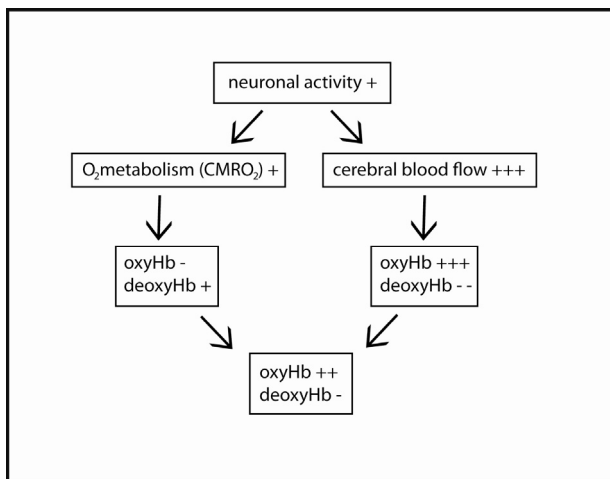 neuronal activity +
O₂metabolism (CMRO₂) +
cerebral blood flow +++
oxyHb -
deoxyHb +
oxyHb +++
deoxyHb - -
oxyHb ++
deoxyHb -